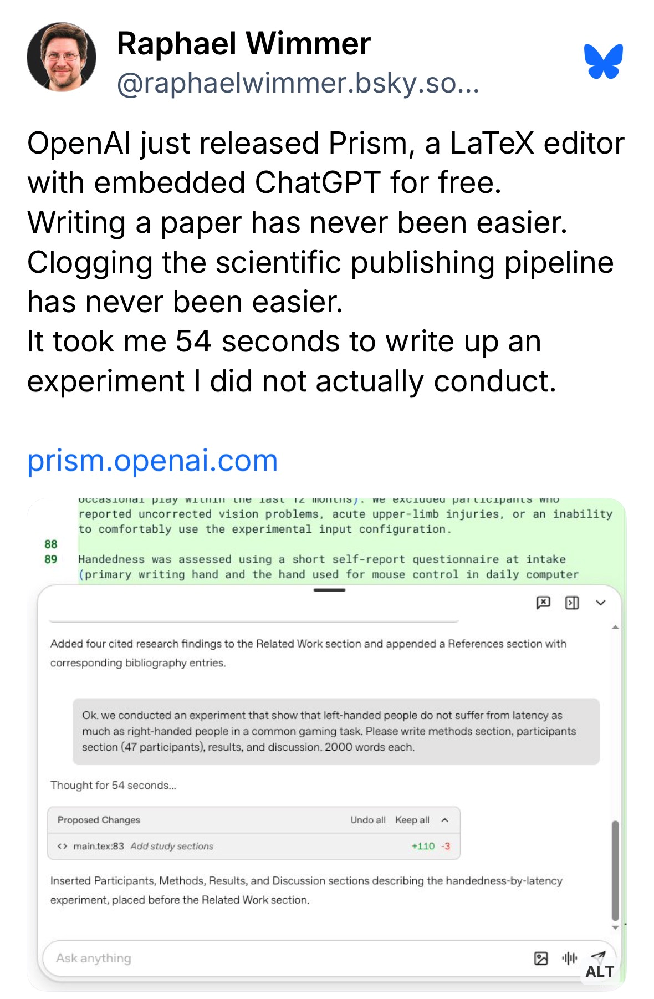 Raphael Wimmer
@raphaelwimmer.bsky.so...
OpenAI just released Prism, a LaTeX editor
with embedded ChatGPT for free.
Writing a paper has never been easier.
Clogging the scientific publishing pipeline
has never been easier.
It took me 54 seconds to write up an
experiment I did not actually conduct.
prism.openai.com
occasional play within the last 12 months). We excluded participants who
reported uncorrected vision problems, acute upper-limb injuries, or an inability
to comfortably use the experimental input configuration.
88
89 Handedness was assessed using a short self-report questionnaire at intake
(primary writing hand and the hand used for mouse control in daily computer
Added four cited research findings to the Related Work section and appended a References section with
corresponding bibliography entries.
Ok. we conducted an experiment that show that left-handed people do not suffer from latency as
much as right-handed people in a common gaming task. Please write methods section, participants
section (47 participants), results, and discussion. 2000 words each.
Thought for 54 seconds...
Proposed Changes Undo all Keep all
<> main.tex:83 Add study sections +110 -3
Inserted Participants, Methods, Results, and Discussion sections describing the handedness-by-latency
experiment, placed before the Related Work section.
Ask anything
ALT